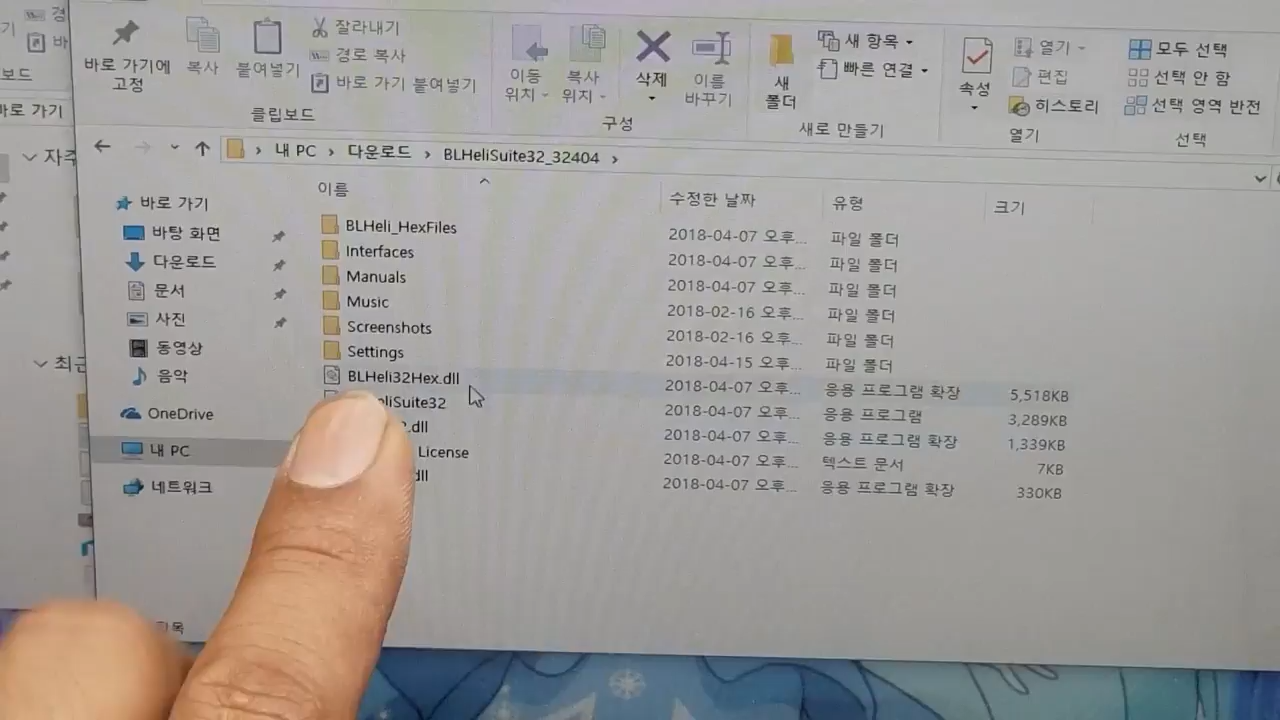 잘라내기
경로 복사
바로 가기 붙여넣기
바로 가기에
고정
복사
붙여넣기
클립보드
이동
위치
복사
위치
삭제
이름
바꾸기
구성
새
폴더
새 항목
빠른 연결
새로 만들기
속성
열기
편집
히스토리
열기
모두 선택
선택 안 함
선택 영역 반전
선택
보드
바로 가기
자주
최근
내 PC › 다운로드 › BLHeliSuite32_32404 ›
이름 수정한 날짜 유형 크기
바로 가기
바탕 화면
다운로드
문서
사진
동영상
음악
OneDrive
내 PC
네트워크
BLHeli_HexFiles 2018-04-07 오후... 파일 폴더
Interfaces 2018-04-07 오후... 파일 폴더
Manuals 2018-04-07 오후... 파일 폴더
Music 2018-02-16 오후... 파일 폴더
Screenshots 2018-02-16 오후... 파일 폴더
Settings 2018-04-15 오후... 파일 폴더
BLHeli32Hex.dll 2018-04-07 오후... 응용 프로그램 확장 5,518KB
eliSuite32 2018-04-07 오후... 응용 프로그램 3,289KB
.dll 2018-04-07 오후... 응용 프로그램 확장 1,339KB
License 2018-04-07 오후... 텍스트 문서 7KB
dll 2018-04-07 오후... 응용 프로그램 확장 330KB